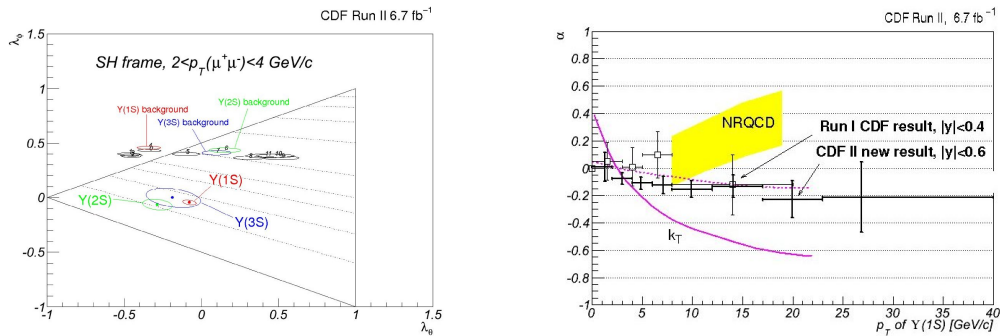 CDF Run II 6.7 fb⁻¹
λφ
1.5
SH frame, 2<pT(μ⁺μ⁻)<4 GeV/c
1
Υ(2S) background
Υ(1S) background
Υ(3S) background
0.5
0
Υ(1S)
Υ(2S)
Υ(3S)
-0.5
-1
-1 -0.5 0 0.5 1 1.5
λθ
CDF Run II, 6.7 fb⁻¹
α
1
0.8
0.6
0.4
0.2
0
-0.2
-0.4
-0.6
-0.8
-1
NRQCD
Run I CDF result, |y|<0.4
CDF II new result, |y|<0.6
kT
0 5 10 15 20 25 30 35 40
pT of Υ(1S) [GeV/c]